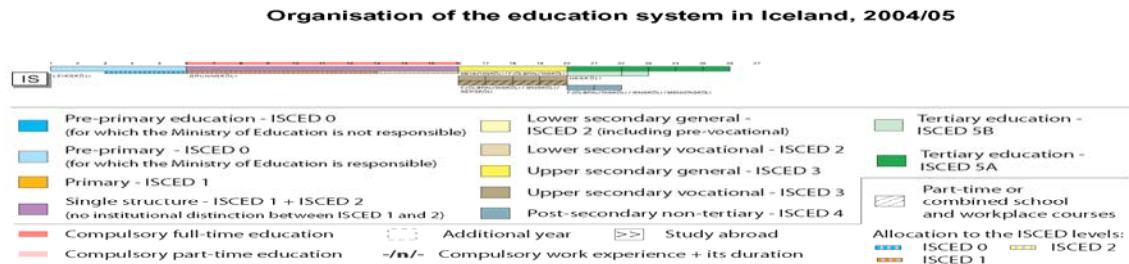 Organisation of the education system in Iceland, 2004/05
IS
Pre-primary education - ISCED 0
(for which the Ministry of Education is not responsible)
Pre-primary - ISCED 0
(for which the Ministry of Education is responsible)
Primary - ISCED 1
Single structure - ISCED 1 + ISCED 2
(no institutional distinction between ISCED 1 and 2)
Lower secondary general -
ISCED 2 (including pre-vocational)
Lower secondary vocational - ISCED 2
Upper secondary general - ISCED 3
Upper secondary vocational - ISCED 3
Post-secondary non-tertiary - ISCED 4
Tertiary education -
ISCED 5B
Tertiary education -
ISCED 5A
Part-time or
combined school
and workplace courses
Compulsory full-time education
Additional year
>> Study abroad
Compulsory part-time education
-/n/- Compulsory work experience + its duration
Allocation to the ISCED levels:
ISCED 0
ISCED 2
ISCED 1